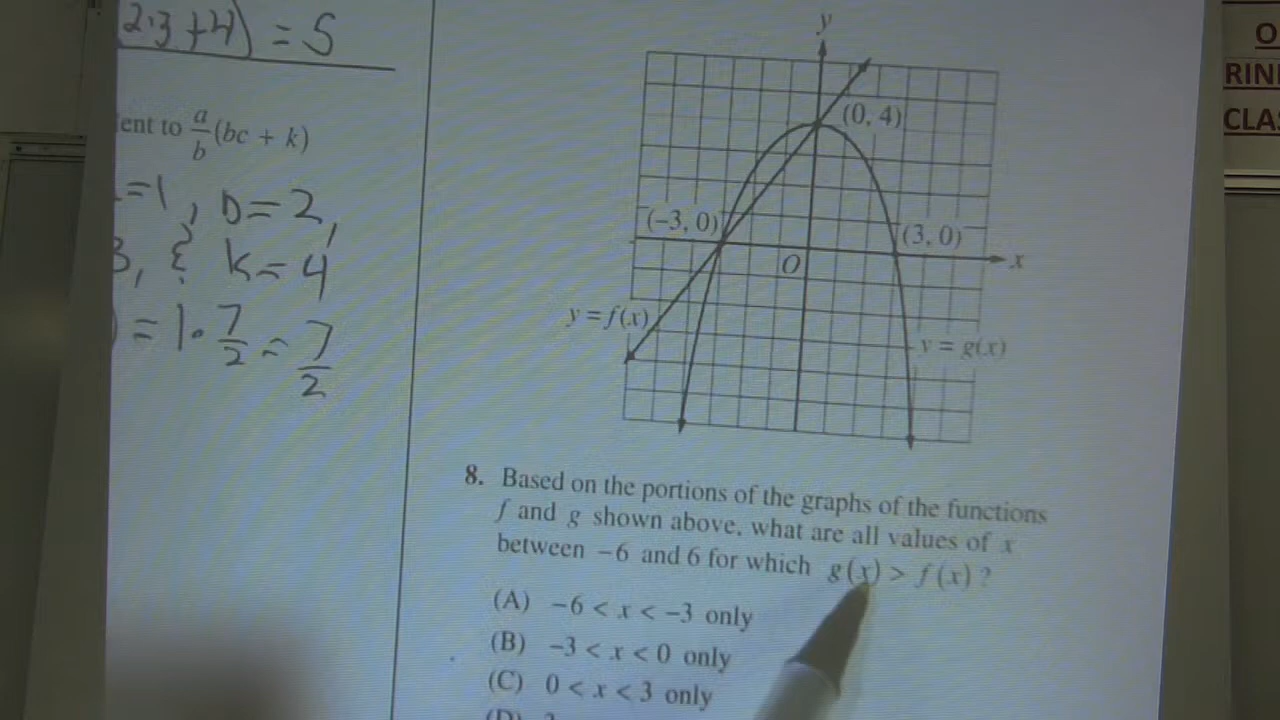 (2·3+4) = 5
ent to a/b (bc + k)
=1, b=2,
3, & k=4
) = 1 · 7/2 = 7/2
y
(0, 4)
(−3, 0)
(3, 0)
O
x
y = f(x)
y = g(x)
8. Based on the portions of the graphs of the functions
f and g shown above, what are all values of x
between −6 and 6 for which g(x) > f(x) ?
(A) −6 < x < −3 only
(B) −3 < x < 0 only
(C) 0 < x < 3 only
(D)
O
RIN
CLA